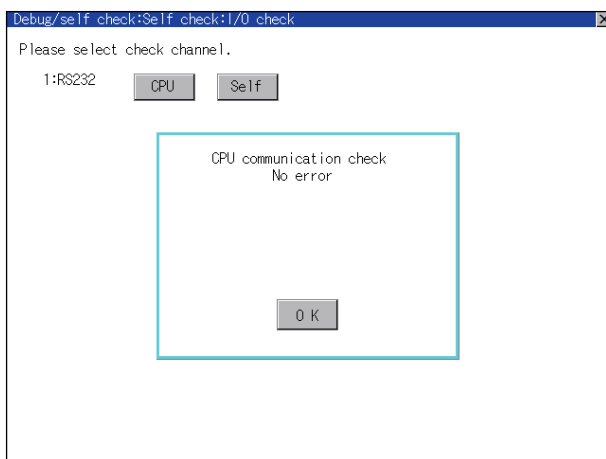 Debug/self check:Self check:I/O check
Please select check channel.
1:RS232 CPU Self
CPU communication check
No error
O K